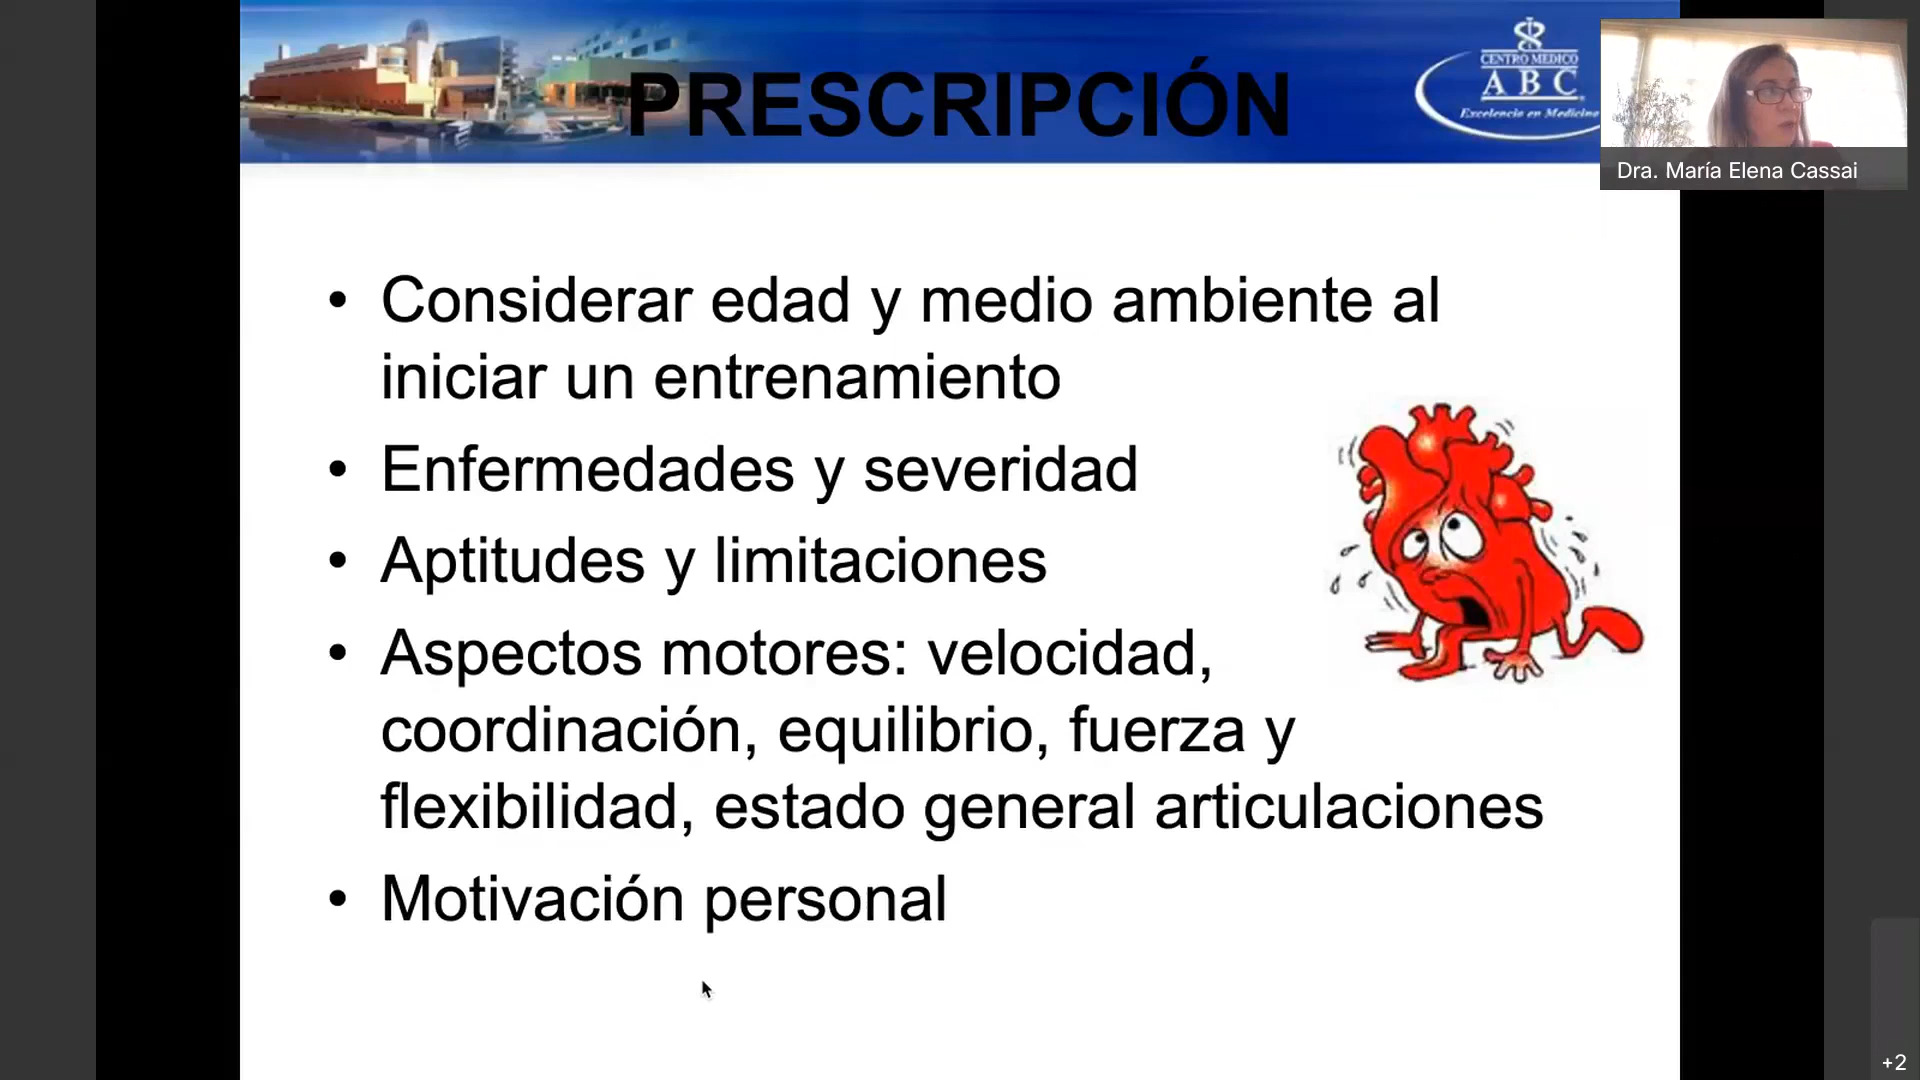 PRESCRIPCIÓN
CENTRO MEDICO
ABC
Excelencia en Medicina
Dra. María Elena Cassai
• Considerar edad y medio ambiente al
iniciar un entrenamiento
• Enfermedades y severidad
• Aptitudes y limitaciones
• Aspectos motores: velocidad,
coordinación, equilibrio, fuerza y
flexibilidad, estado general articulaciones
• Motivación personal
+2